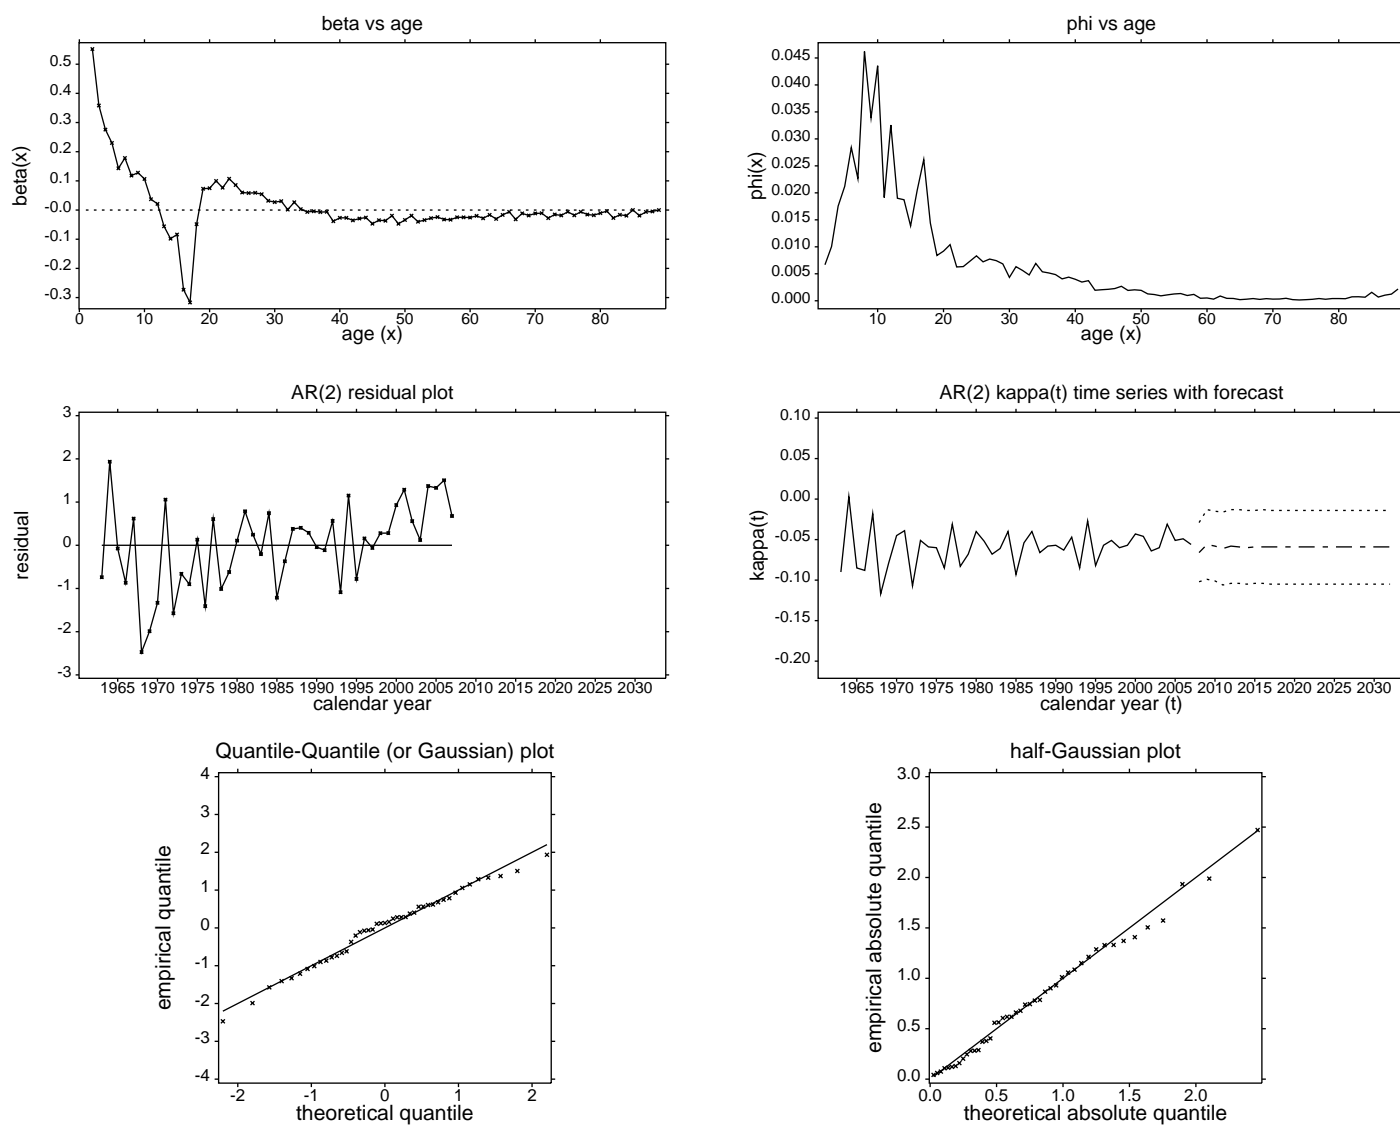 beta vs age
0.5
0.4
0.3
0.2
0.1
-0.0
-0.1
-0.2
-0.3
beta(x)
0 10 20 30 40 50 60 70 80
age (x)
phi vs age
0.045
0.040
0.035
0.030
0.025
0.020
0.015
0.010
0.005
0.000
phi(x)
10 20 30 40 50 60 70 80
age (x)
AR(2) residual plot
3
2
1
0
-1
-2
-3
residual
1965 1970 1975 1980 1985 1990 1995 2000 2005 2010 2015 2020 2025 2030
calendar year
AR(2) kappa(t) time series with forecast
0.10
0.05
0.00
-0.05
-0.10
-0.15
-0.20
kappa(t)
1965 1970 1975 1980 1985 1990 1995 2000 2005 2010 2015 2020 2025 2030
calendar year (t)
Quantile-Quantile (or Gaussian) plot
4
3
2
1
0
-1
-2
-3
-4
empirical quantile
-2 -1 0 1 2
theoretical quantile
half-Gaussian plot
3.0
2.5
2.0
1.5
1.0
0.5
0.0
empirical absolute quantile
0.0 0.5 1.0 1.5 2.0
theoretical absolute quantile